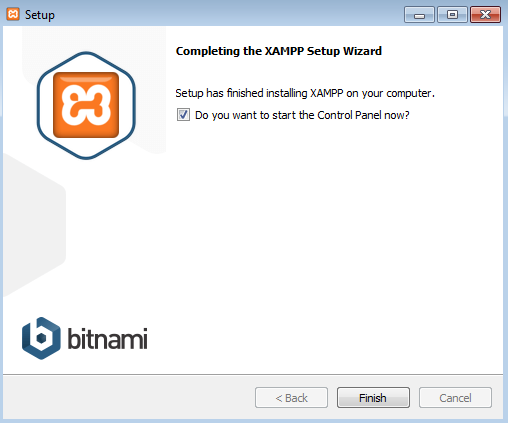 Setup
Completing the XAMPP Setup Wizard
Setup has finished installing XAMPP on your computer.
Do you want to start the Control Panel now?
bitnami
< Back
Finish
Cancel